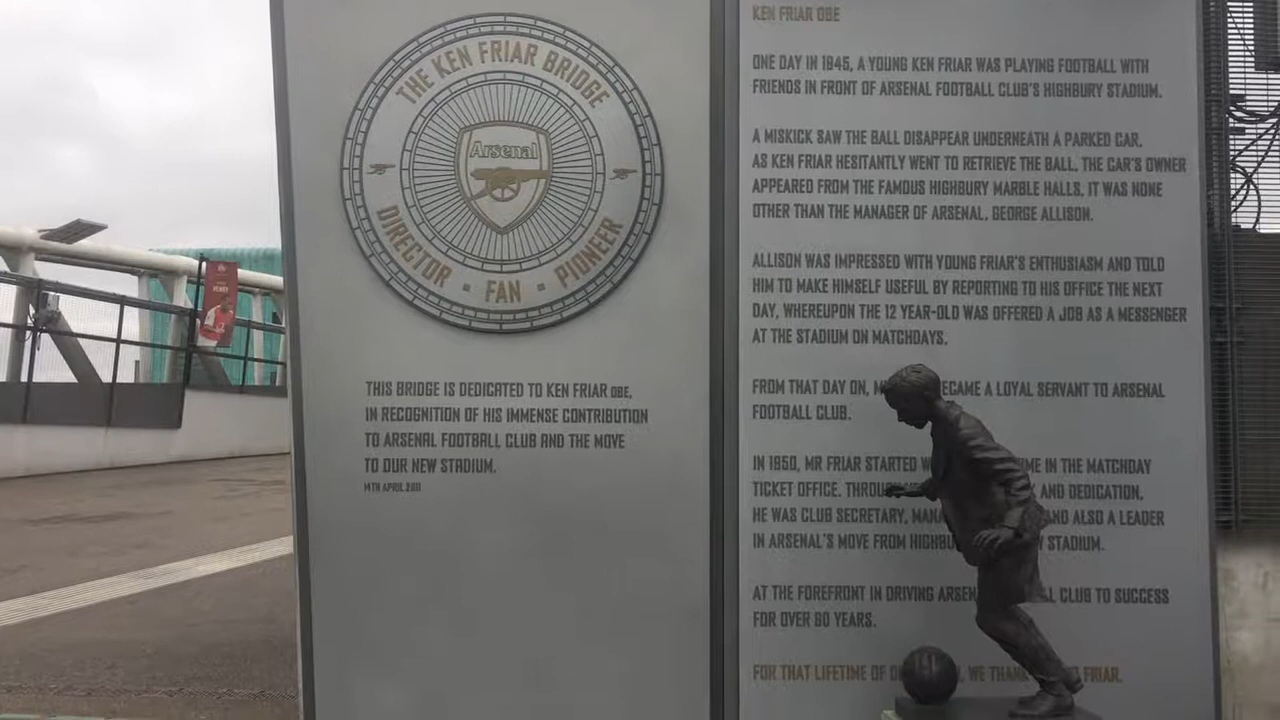 THE KEN FRIAR BRIDGE
Arsenal
DIRECTOR • FAN • PIONEER
THIS BRIDGE IS DEDICATED TO KEN FRIAR OBE,
IN RECOGNITION OF HIS IMMENSE CONTRIBUTION
TO ARSENAL FOOTBALL CLUB AND THE MOVE
TO OUR NEW STADIUM.
14TH APRIL 2011
KEN FRIAR OBE
ONE DAY IN 1945, A YOUNG KEN FRIAR WAS PLAYING FOOTBALL WITH
FRIENDS IN FRONT OF ARSENAL FOOTBALL CLUB'S HIGHBURY STADIUM.
A MISKICK SAW THE BALL DISAPPEAR UNDERNEATH A PARKED CAR.
AS KEN FRIAR HESITANTLY WENT TO RETRIEVE THE BALL, THE CAR'S OWNER
APPEARED FROM THE FAMOUS HIGHBURY MARBLE HALLS. IT WAS NONE
OTHER THAN THE MANAGER OF ARSENAL, GEORGE ALLISON.
ALLISON WAS IMPRESSED WITH YOUNG FRIAR'S ENTHUSIASM AND TOLD
HIM TO MAKE HIMSELF USEFUL BY REPORTING TO HIS OFFICE THE NEXT
DAY, WHEREUPON THE 12 YEAR-OLD WAS OFFERED A JOB AS A MESSENGER
AT THE STADIUM ON MATCHDAYS.
FROM THAT DAY ON, BECAME A LOYAL SERVANT TO ARSENAL
FOOTBALL CLUB.
IN 1950, MR FRIAR STARTED IN THE MATCHDAY
TICKET OFFICE. AND DEDICATION,
HE WAS CLUB SECRETARY, AND ALSO A LEADER
IN ARSENAL'S MOVE FROM STADIUM.
AT THE FOREFRONT IN DRIVING CLUB TO SUCCESS
FOR OVER 60 YEARS.
FOR THAT LIFETIME OF WE THANK FRIAR.
HENRY